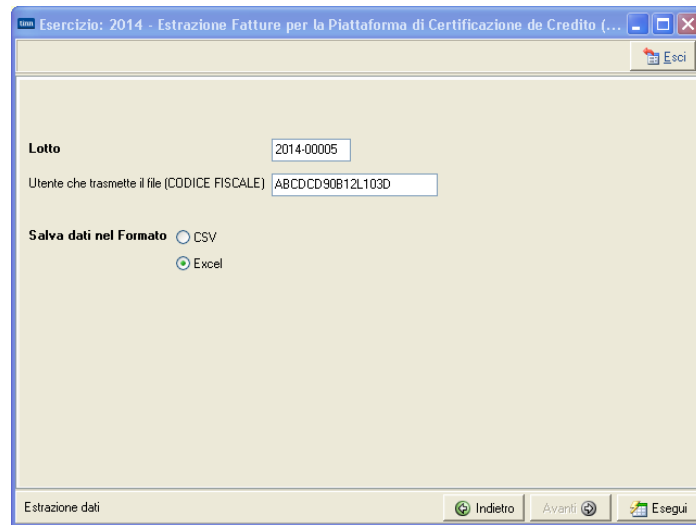 tinn Esercizio: 2014 - Estrazione Fatture per la Piattaforma di Certificazione de Credito (...
Esci
Lotto 2014-00005
Utente che trasmette il file (CODICE FISCALE) ABCDCD90B12L103D
Salva dati nel Formato CSV
Excel
Estrazione dati Indietro Avanti Esegui